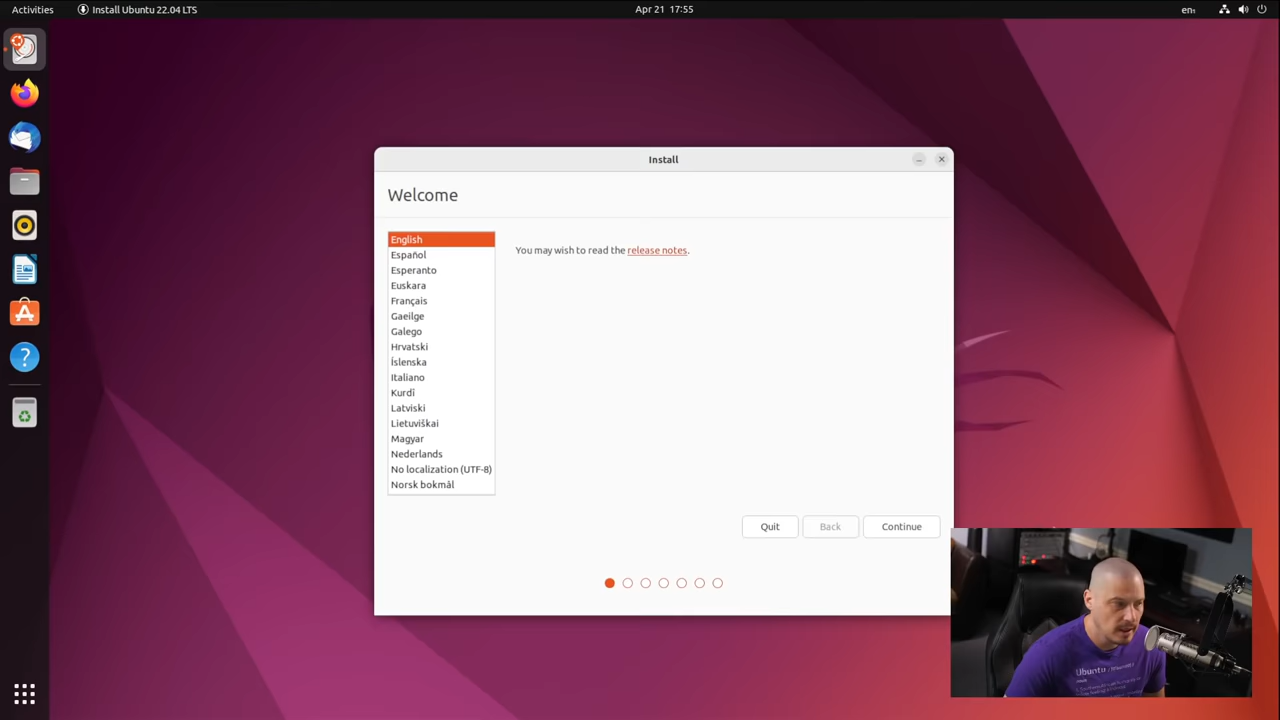 Activities
Install Ubuntu 22.04 LTS
Apr 21 17:55
en₁
Install
Welcome
English
Español
Esperanto
Euskara
Français
Gaeilge
Galego
Hrvatski
Íslenska
Italiano
Kurdî
Latviski
Lietuviškai
Magyar
Nederlands
No localization (UTF-8)
Norsk bokmål
You may wish to read the release notes.
Quit
Back
Continue
Ubuntu